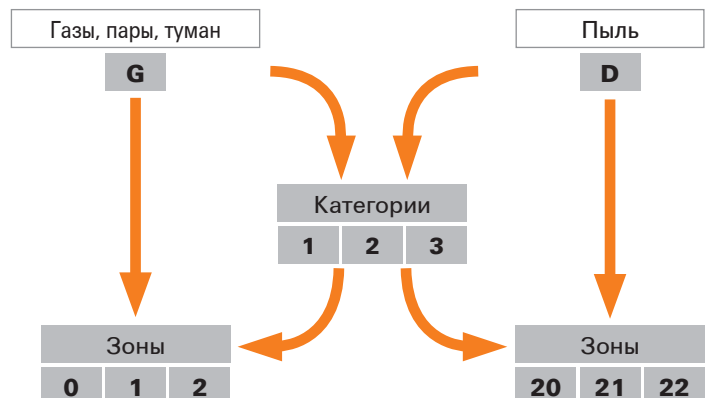 Газы, пары, туман
Пыль
G
D
Категории
1 2 3
Зоны
Зоны
0 1 2
20 21 22